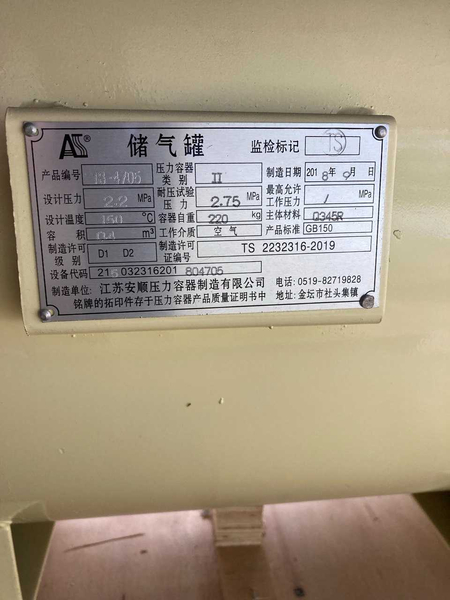 AS® 储气罐 监检标记 TS
产品编号 压力容器类别 II 制造日期 2018年9月 日
设计压力 2.2 MPa 耐压试验压力 2.75 MPa 最高允许工作压力 / MPa
设计温度 150 ℃ 容器自重 220 kg 主体材料 Q345R
容积 m³ 工作介质 空气 产品标准 GB150
制造许可级别 D1 D2 制造许可证编号 TS 2232316-2019
设备代码 804705
制造单位: 江苏安顺压力容器制造有限公司 电话: 0519-82719828
铭牌的拓印件存于压力容器产品质量证明书中 地址: 金坛市社头集镇